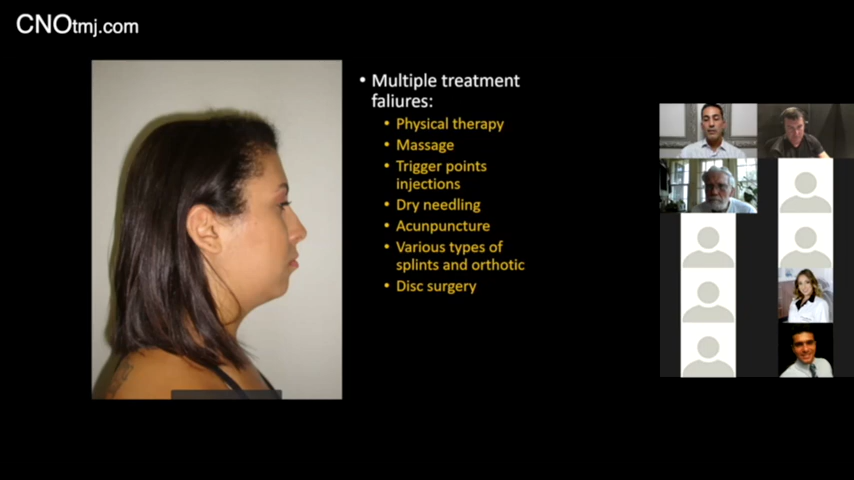 CNOtmj.com
• Multiple treatment
faliures:
• Physical therapy
• Massage
• Trigger points
injections
• Dry needling
• Acunpuncture
• Various types of
splints and orthotic
• Disc surgery